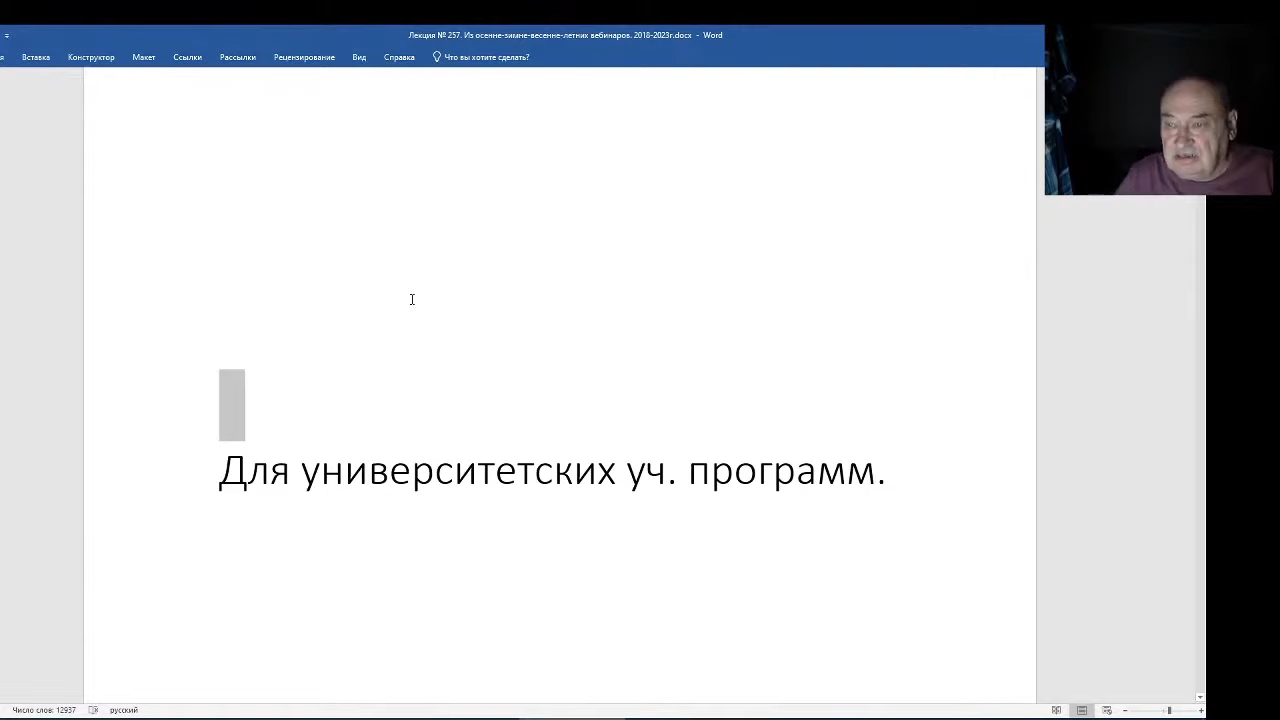 Лекция № 257. Из осенне-зимне-весенне-летних вебинаров. 2018-2023г.docx - Word
я Вставка Конструктор Макет Ссылки Рассылки Рецензирование Вид Справка Что вы хотите сделать?
Для университетских уч. программ.
Число слов: 12937 русский